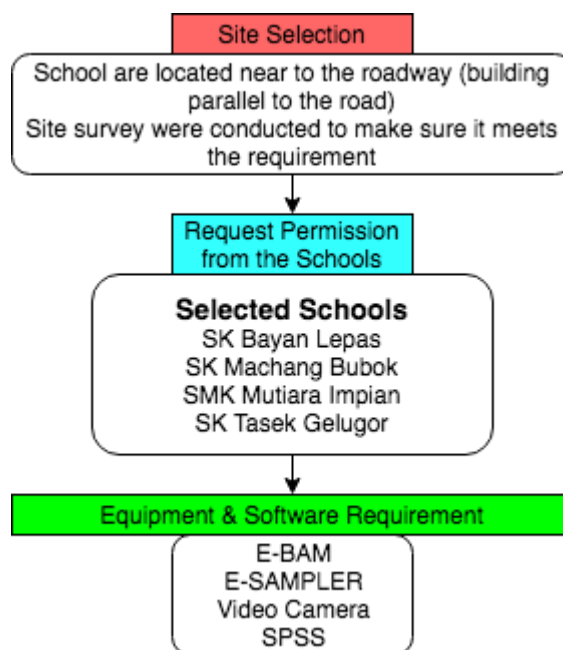 Site Selection
School are located near to the roadway (building
parallel to the road)
Site survey were conducted to make sure it meets
the requirement
Request Permission
from the Schools
Selected Schools
SK Bayan Lepas
SK Machang Bubok
SMK Mutiara Impian
SK Tasek Gelugor
Equipment & Software Requirement
E-BAM
E-SAMPLER
Video Camera
SPSS